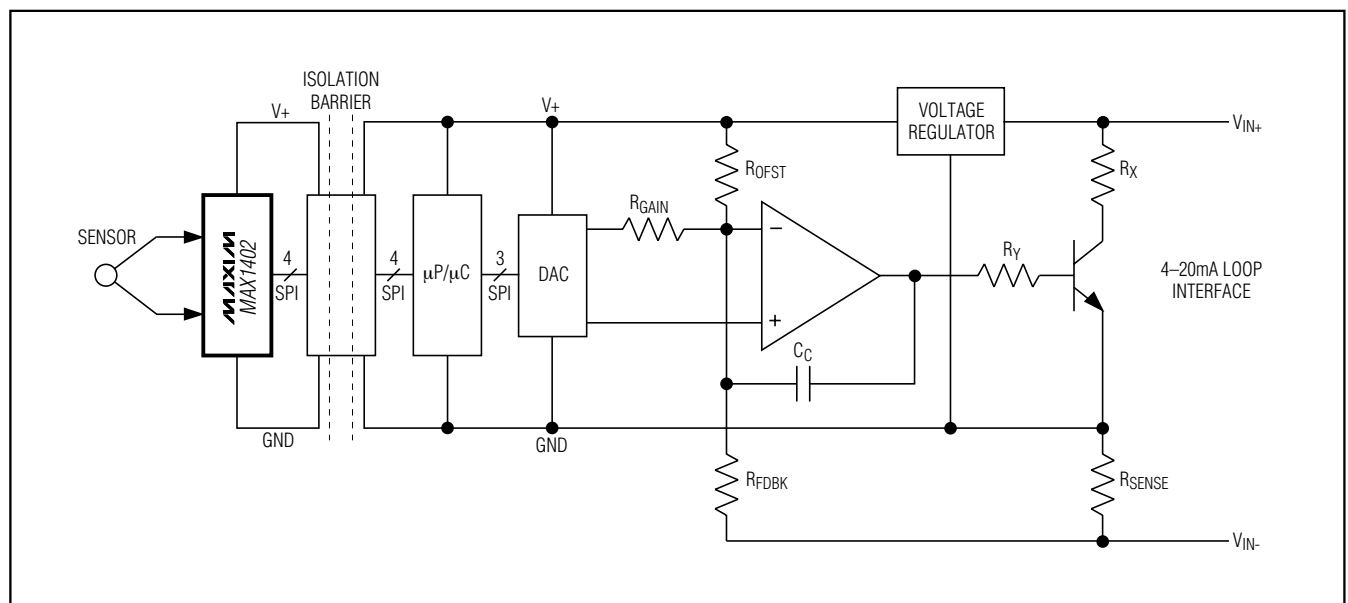 ISOLATION
BARRIER
V+
V+
VOLTAGE
REGULATOR
VIN+
ROFST
RX
RGAIN
SENSOR
MAXIM
MAX1402
4
SPI
4
SPI
µP/µC
3
SPI
DAC
−
+
RY
4–20mA LOOP
INTERFACE
CC
GND
GND
RFDBK
RSENSE
VIN-